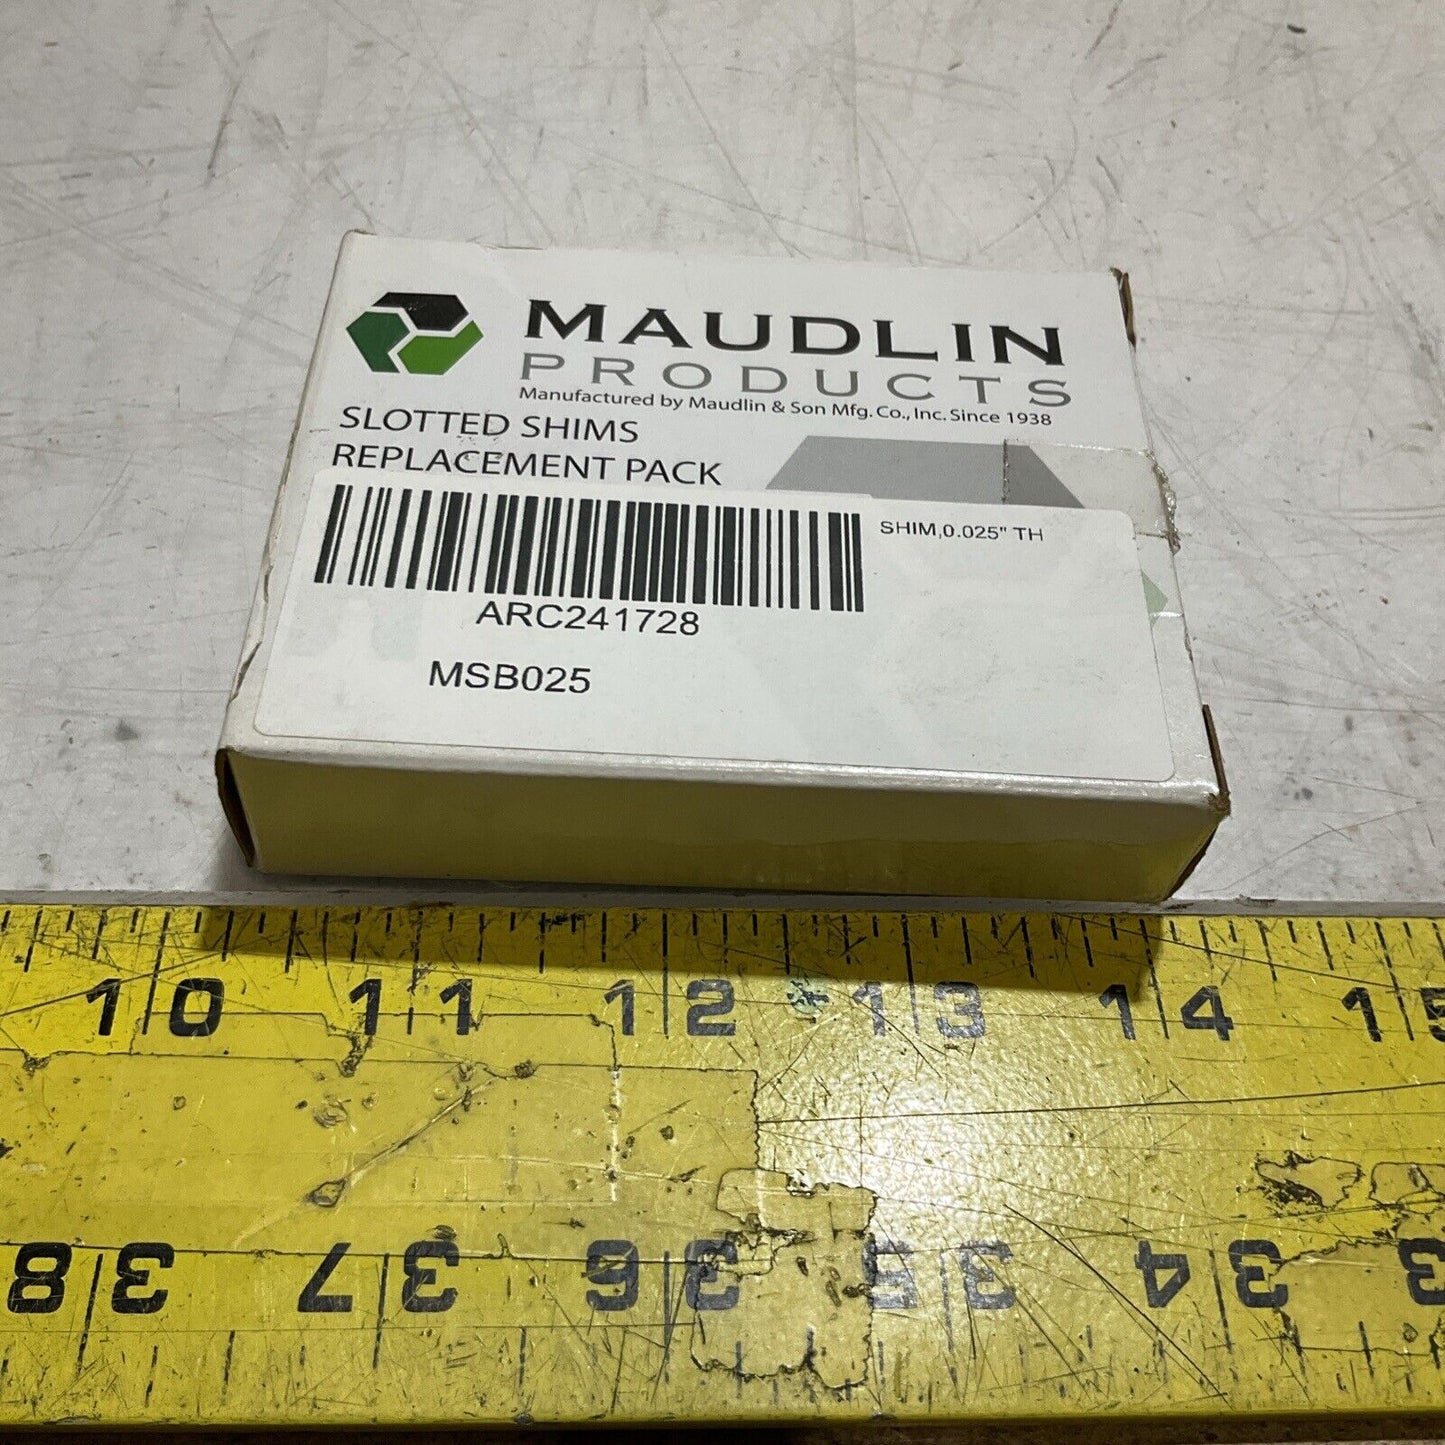 MAUDLIN
PRODUCTS
Manufactured by Maudlin & Son Mfg. Co., Inc. Since 1938
SLOTTED SHIMS
REPLACEMENT PACK
SHIM,0.025" TH
ARC241728
MSB025
10 11 12 13 14 15
38 37 36 35 34 3